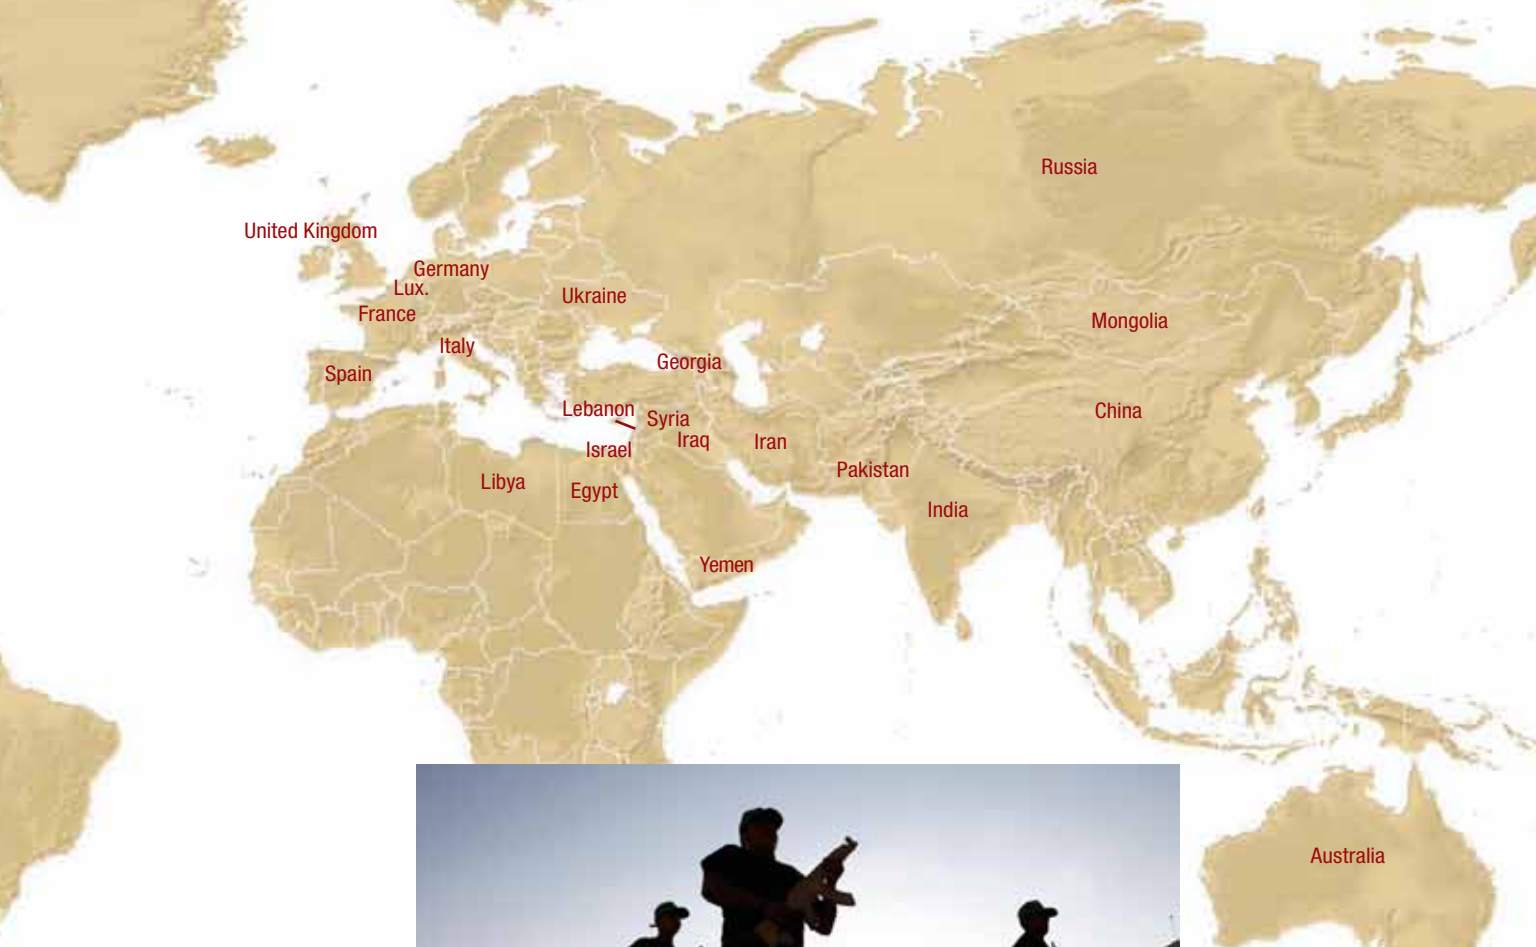 Russia
United Kingdom
Germany
Lux.
Ukraine
France
Mongolia
Italy
Georgia
Spain
Lebanon
China
Syria
Iraq
Iran
Israel
Pakistan
Libya
Egypt
India
Yemen
Australia